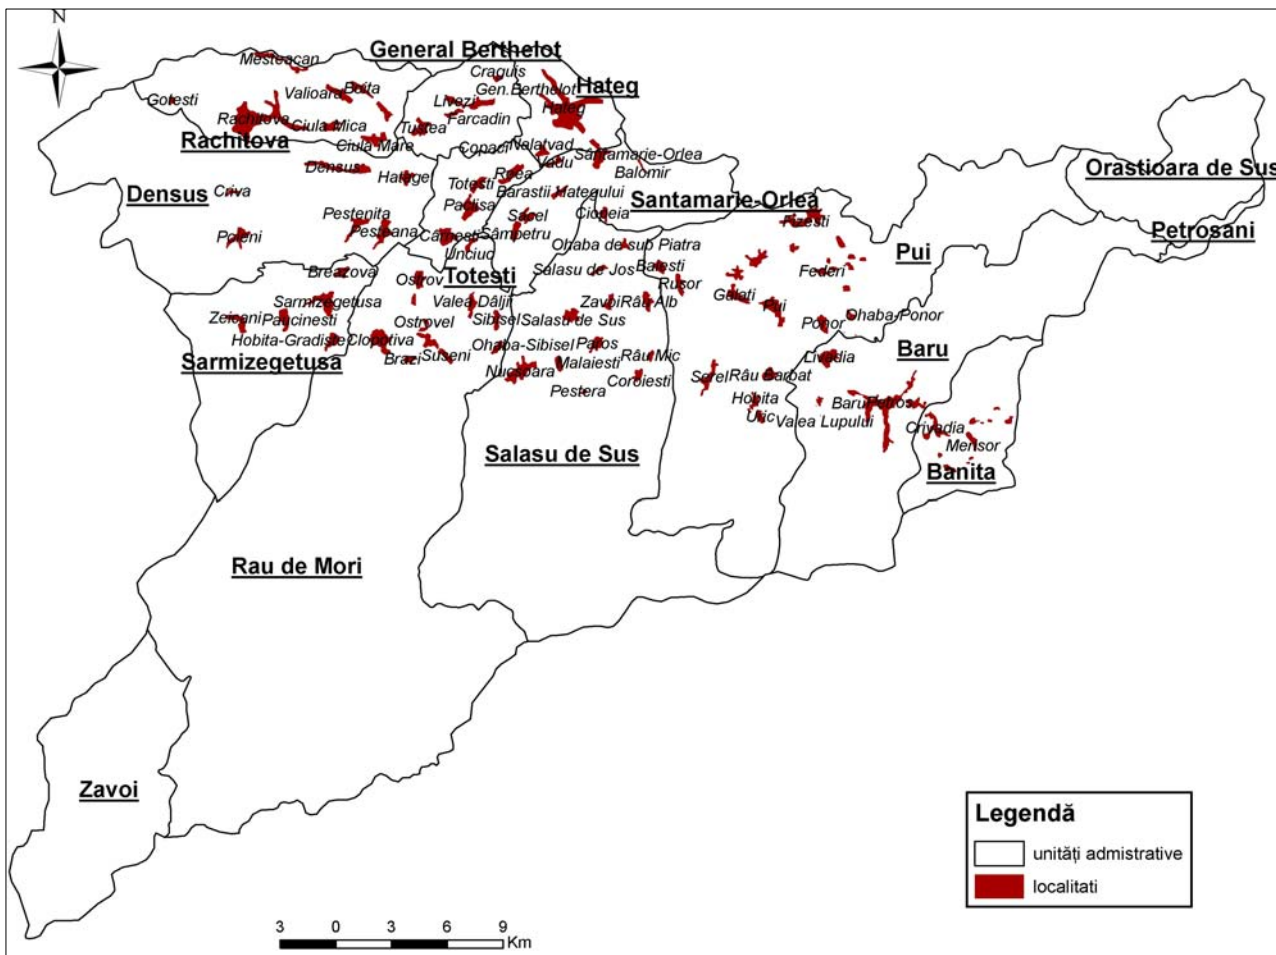 N
General Berthelot
Mesteacan
Craguis
Hateg
Gen.Berthelot
Valioara
Boita
Gotesti
Livezi
Hateg
Rachitova
Farcadin
Ciula Mica
Tustea
Rachitova
Ciula Mare
Copaci
Nalatvad
Vadu
Sântamarie-Orlea
Balomir
Orastioara de Sus
Densus
Hatagel
Totesti
Reea
Densus
Criva
Barastii Hategului
Santamarie-Orlea
Paclisa
Sacel
Ciopeia
Pestenita
Fizesti
Petrosani
Poieni
Pesteana
Cârnesti
Sâmpetru
Unciuc
Ohaba de sub Piatra
Pui
Breazova
Ostrov
Totesti
Salasu de Jos
Balesti
Federi
Rusor
Sarmizegetusa
Valea Dâljii
Zavoi
Râu Alb
Galati
Pui
Zeicani
Paucinesti
Ostrovel
Sibisel
Salasu de Sus
Ponor
Ohaba-Ponor
Hobita-Gradiste
Clopotiva
Ohaba-Sibisel
Paros
Baru
Sarmizegetusa
Brazi
Suseni
Nucsoara
Malaiesti
Râu Mic
Livadia
Pestera
Coroiesti
Serel
Râu Barbat
Hobita
Baru
Petros
Uric
Valea Lupului
Crivadia
Merisor
Salasu de Sus
Banita
Rau de Mori
Zavoi
Legendă
unități admistrative
localitati
3 0 3 6 9
Km